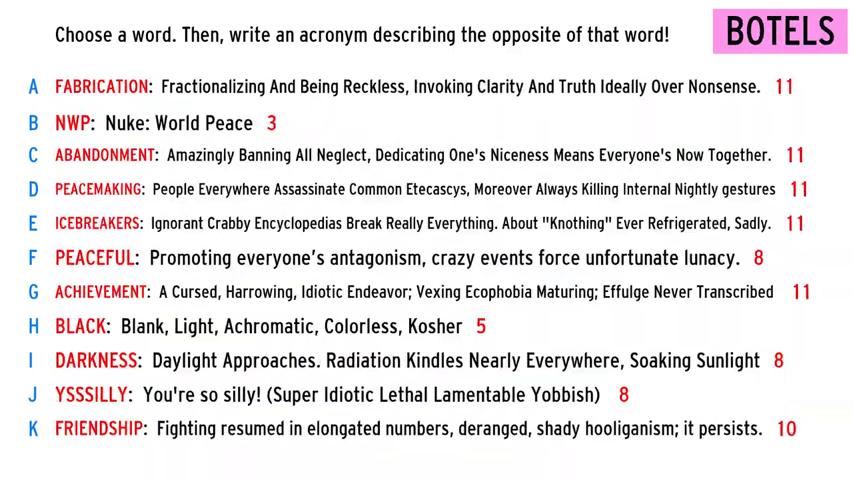 Choose a word. Then, write an acronym describing the opposite of that word! BOTELS
A FABRICATION: Fractionalizing And Being Reckless, Invoking Clarity And Truth Ideally Over Nonsense. 11
B NWP: Nuke: World Peace 3
C ABANDONMENT: Amazingly Banning All Neglect, Dedicating One's Niceness Means Everyone's Now Together. 11
D PEACEMAKING: People Everywhere Assassinate Common Etecascys, Moreover Always Killing Internal Nightly gestures 11
E ICEBREAKERS: Ignorant Crabby Encyclopedias Break Really Everything. About "Knothing" Ever Refrigerated, Sadly. 11
F PEACEFUL: Promoting everyone's antagonism, crazy events force unfortunate lunacy. 8
G ACHIEVEMENT: A Cursed, Harrowing, Idiotic Endeavor; Vexing Ecophobia Maturing; Effulge Never Transcribed 11
H BLACK: Blank, Light, Achromatic, Colorless, Kosher 5
I DARKNESS: Daylight Approaches. Radiation Kindles Nearly Everywhere, Soaking Sunlight 8
J YSSSILLY: You're so silly! (Super Idiotic Lethal Lamentable Yobbish) 8
K FRIENDSHIP: Fighting resumed in elongated numbers, deranged, shady hooliganism; it persists. 10